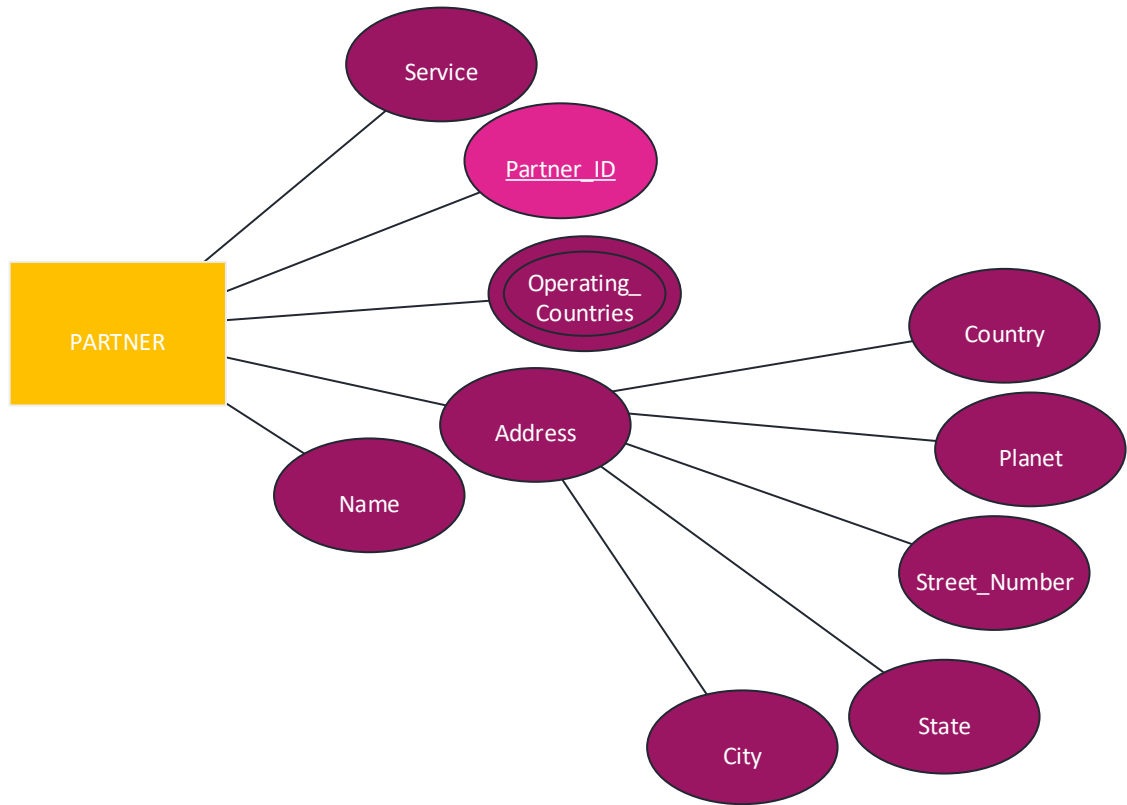 Service
Partner_ID
Operating_
Countries
PARTNER
Country
Address
Planet
Name
Street_Number
State
City